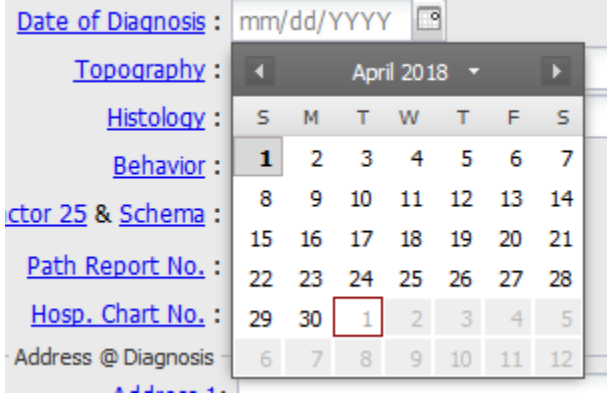 Date of Diagnosis : mm/dd/YYYY
Topography :
April 2018
Histology :
S M T W T F S
Behavior :
1 2 3 4 5 6 7
8 9 10 11 12 13 14
ctor 25 & Schema :
15 16 17 18 19 20 21
Path Report No. :
22 23 24 25 26 27 28
Hosp. Chart No. :
29 30 1 2 3 4 5
Address @ Diagnosis
6 7 8 9 10 11 12
Address 1: